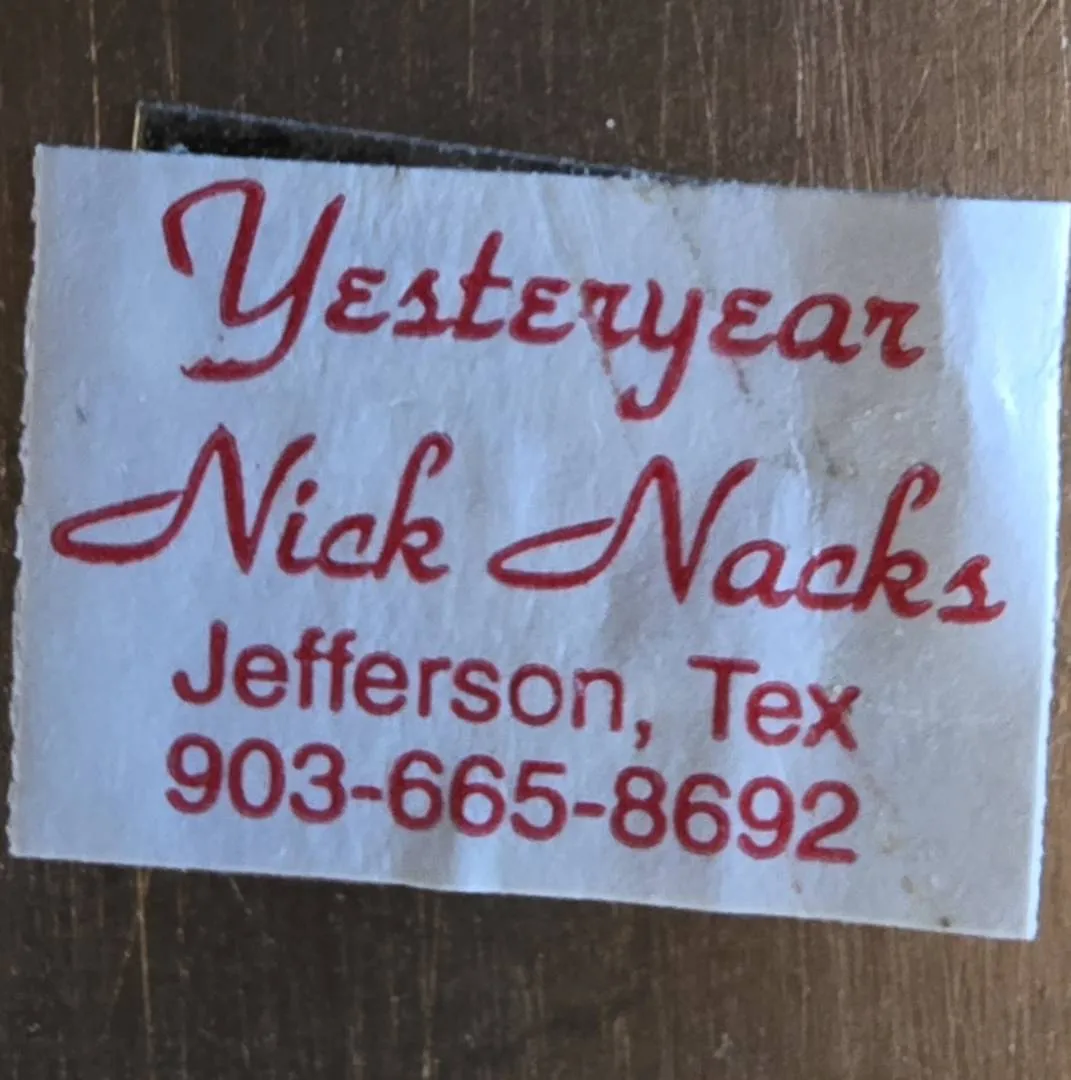 Yesteryear
Nick Nacks
Jefferson, Tex
903-665-8692